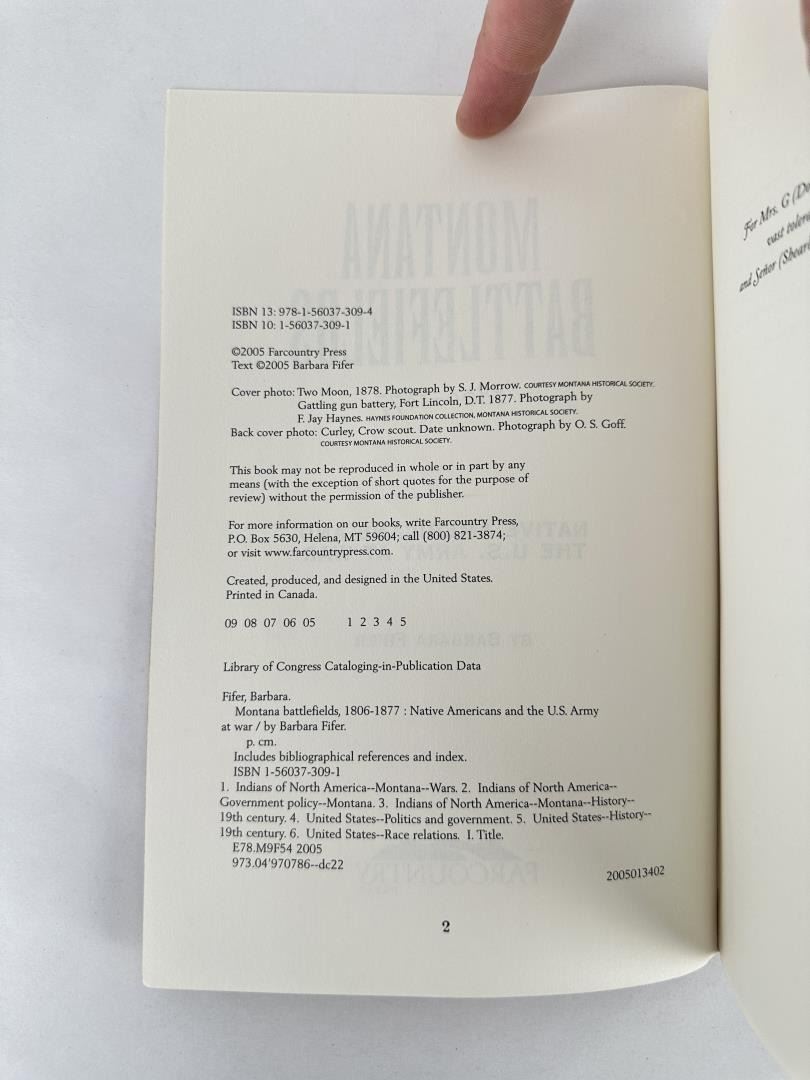 ISBN 13: 978-1-56037-309-4
ISBN 10: 1-56037-309-1
©2005 Farcountry Press
Text ©2005 Barbara Fifer
Cover photo: Two Moon, 1878. Photograph by S. J. Morrow. COURTESY MONTANA HISTORICAL SOCIETY.
Gattling gun battery, Fort Lincoln, D.T. 1877. Photograph by
F. Jay Haynes. HAYNES FOUNDATION COLLECTION, MONTANA HISTORICAL SOCIETY.
Back cover photo: Curley, Crow scout. Date unknown. Photograph by O. S. Goff.
COURTESY MONTANA HISTORICAL SOCIETY.
This book may not be reproduced in whole or in part by any
means (with the exception of short quotes for the purpose of
review) without the permission of the publisher.
For more information on our books, write Farcountry Press,
P.O. Box 5630, Helena, MT 59604; call (800) 821-3874;
or visit www.farcountrypress.com.
Created, produced, and designed in the United States.
Printed in Canada.
09 08 07 06 05 1 2 3 4 5
Library of Congress Cataloging-in-Publication Data
Fifer, Barbara.
Montana battlefields, 1806-1877 : Native Americans and the U.S. Army
at war / by Barbara Fifer.
p. cm.
Includes bibliographical references and index.
ISBN 1-56037-309-1
1. Indians of North America--Montana--Wars. 2. Indians of North America--
Government policy--Montana. 3. Indians of North America--Montana--History--
19th century. 4. United States--Politics and government. 5. United States--History--
19th century. 6. United States--Race relations. I. Title.
E78.M9F54 2005
973.04'970786--dc22
2005013402
2
For Mrs. G
vast
and Señor